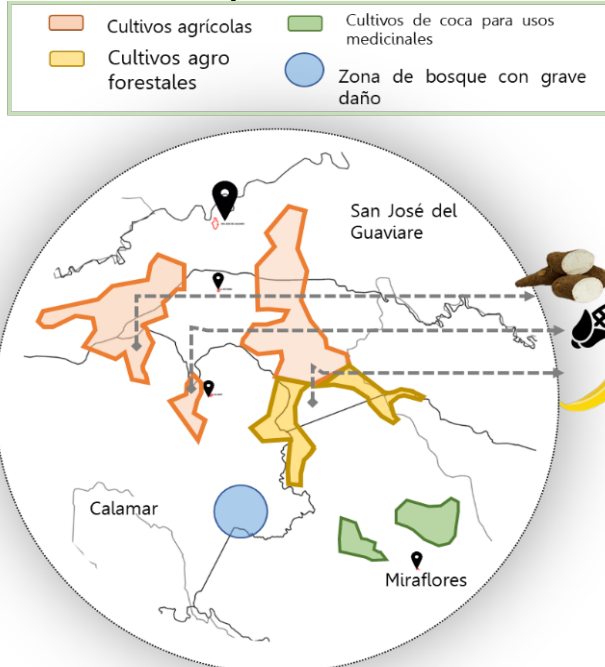 Cultivos agrícolas
Cultivos de coca para usos
medicinales
Cultivos agro
forestales
Zona de bosque con grave
daño
San José del
Guaviare
Calamar
Miraflores